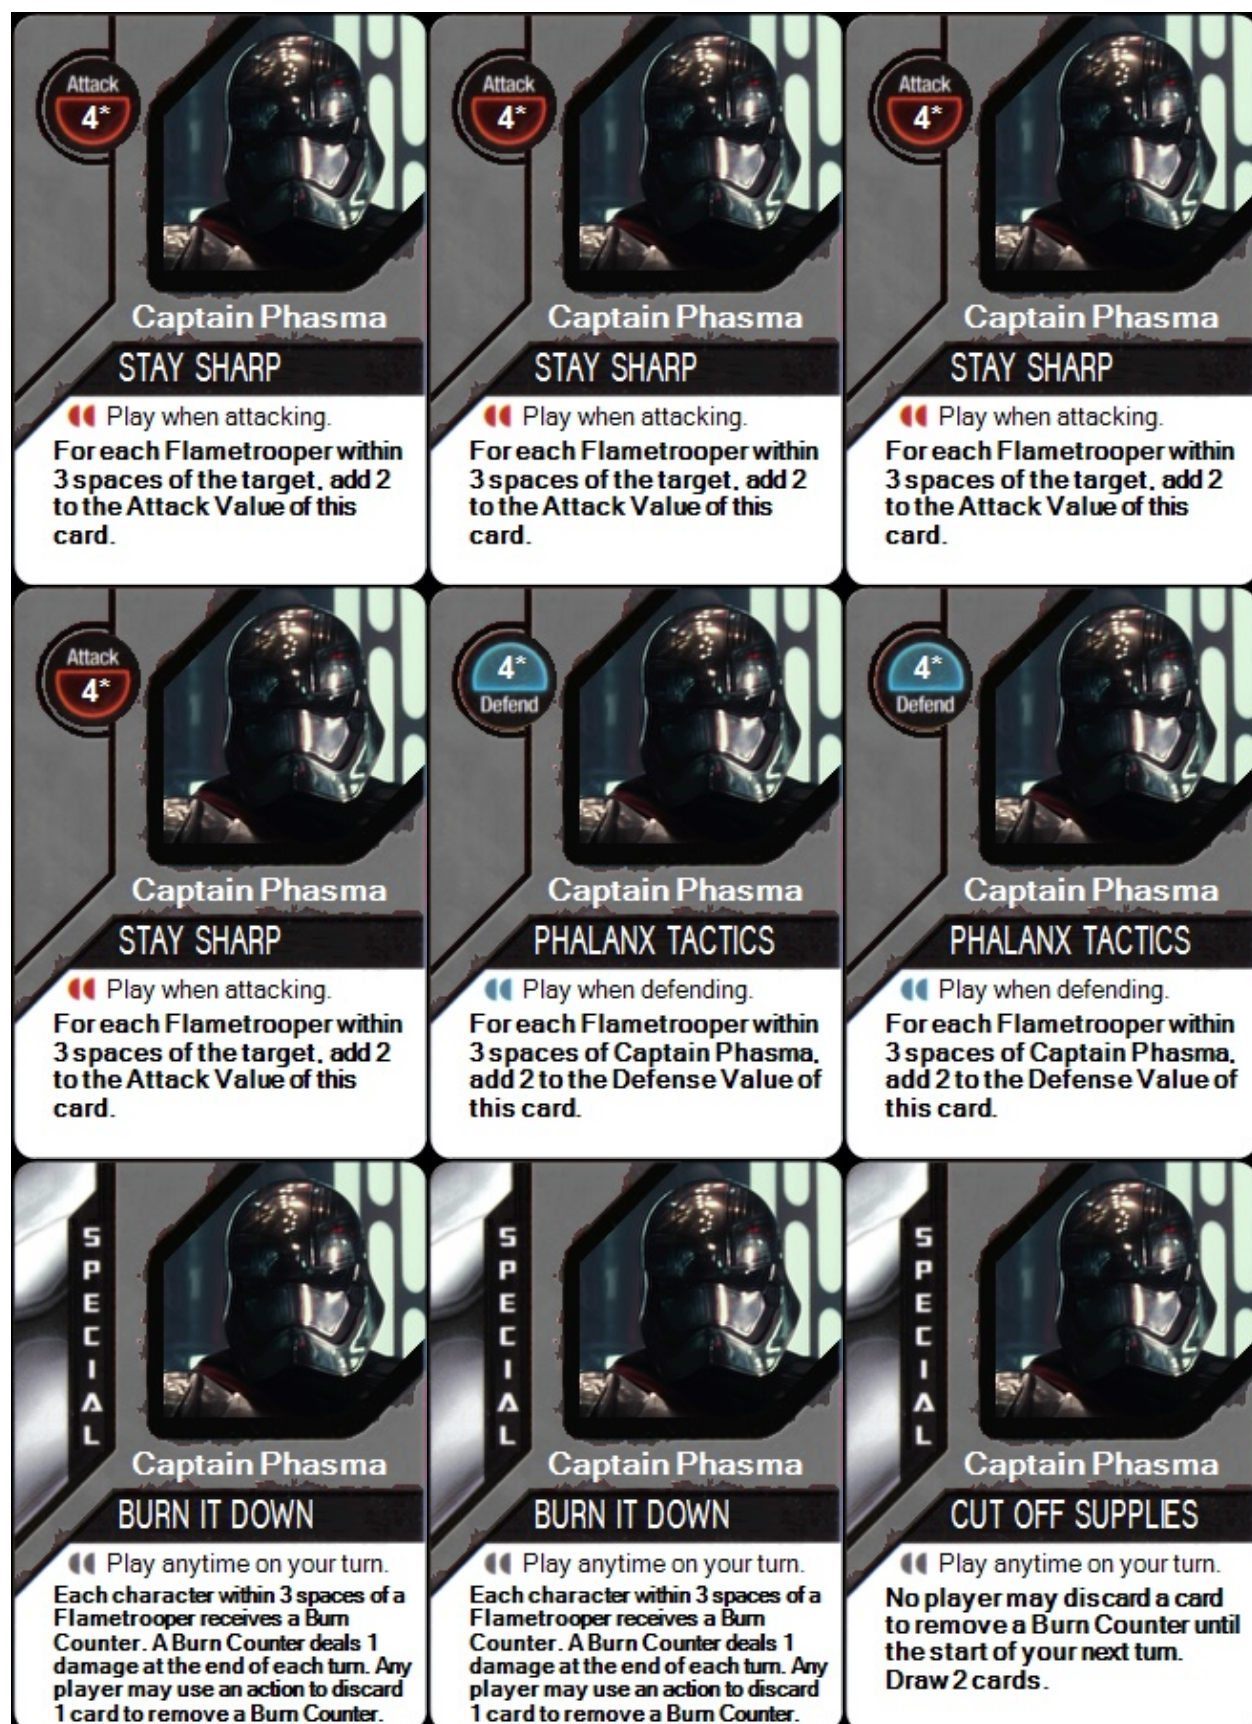 Attack
4*
Captain Phasma
STAY SHARP
Play when attacking.
For each Flametrooper within
3 spaces of the target, add 2
to the Attack Value of this
card.
Attack
4*
Captain Phasma
STAY SHARP
Play when attacking.
For each Flametrooper within
3 spaces of the target, add 2
to the Attack Value of this
card.
Attack
4*
Captain Phasma
STAY SHARP
Play when attacking.
For each Flametrooper within
3 spaces of the target, add 2
to the Attack Value of this
card.
Attack
4*
Captain Phasma
STAY SHARP
Play when attacking.
For each Flametrooper within
3 spaces of the target, add 2
to the Attack Value of this
card.
4*
Defend
Captain Phasma
PHALANX TACTICS
Play when defending.
For each Flametrooper within
3 spaces of Captain Phasma,
add 2 to the Defense Value of
this card.
4*
Defend
Captain Phasma
PHALANX TACTICS
Play when defending.
For each Flametrooper within
3 spaces of Captain Phasma,
add 2 to the Defense Value of
this card.
SPECIAL
Captain Phasma
BURN IT DOWN
Play anytime on your turn.
Each character within 3 spaces of a
Flametrooper receives a Burn
Counter. A Burn Counter deals 1
damage at the end of each turn. Any
player may use an action to discard
1 card to remove a Burn Counter.
SPECIAL
Captain Phasma
BURN IT DOWN
Play anytime on your turn.
Each character within 3 spaces of a
Flametrooper receives a Burn
Counter. A Burn Counter deals 1
damage at the end of each turn. Any
player may use an action to discard
1 card to remove a Burn Counter.
SPECIAL
Captain Phasma
CUT OFF SUPPLIES
Play anytime on your turn.
No player may discard a card
to remove a Burn Counter until
the start of your next turn.
Draw 2 cards.